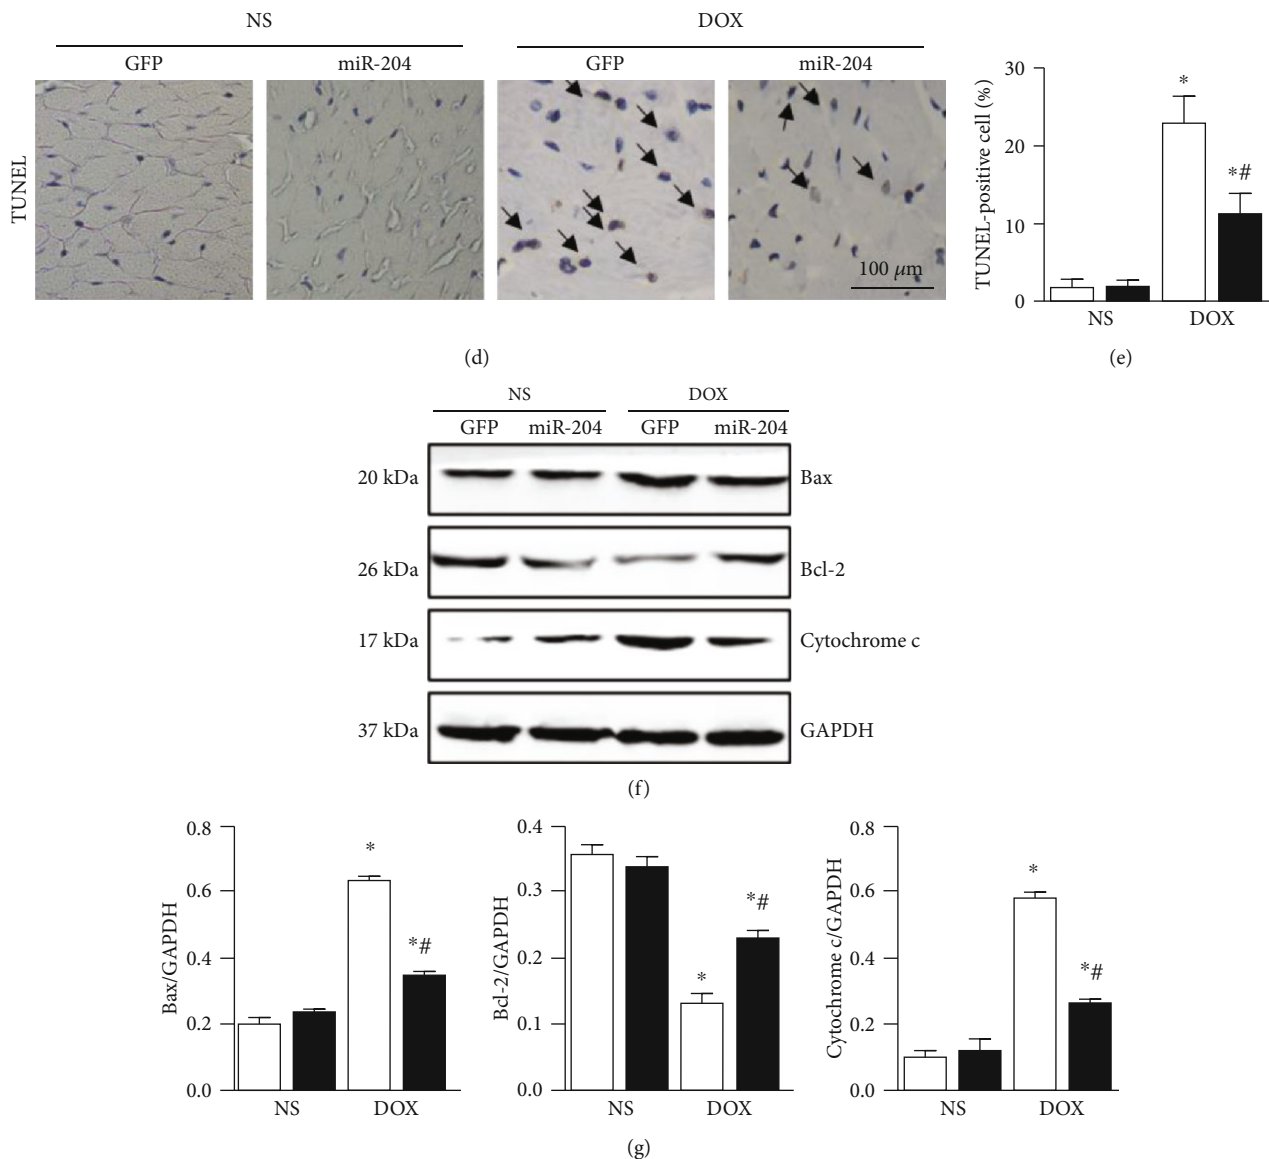 NS DOX
GFP miR-204 GFP miR-204
TUNEL
100 μm
(d)
TUNEL-positive cell (%)
30
20
10
0
*
*#
NS DOX
(e)
NS DOX
GFP miR-204 GFP miR-204
20 kDa Bax
26 kDa Bcl-2
17 kDa Cytochrome c
37 kDa GAPDH
(f)
Bax/GAPDH
0.8
0.6
0.4
0.2
0.0
*
*#
NS DOX
Bcl-2/GAPDH
0.4
0.3
0.2
0.1
0.0
*
*#
NS DOX
Cytochrome c/GAPDH
0.8
0.6
0.4
0.2
0.0
*
*#
NS DOX
(g)